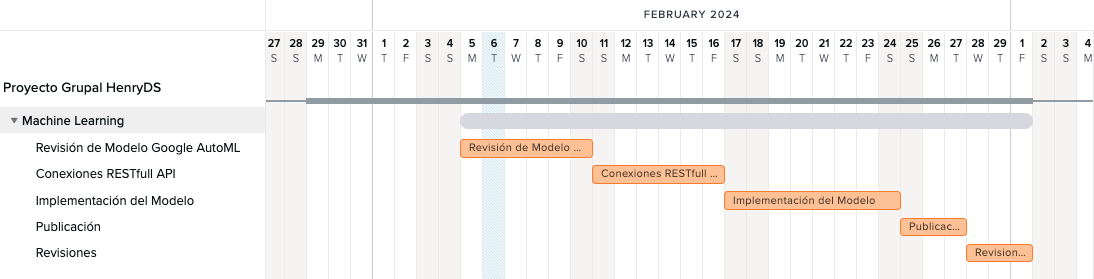 FEBRUARY 2024
27 28 29 30 31 1 2 3 4 5 6 7 8 9 10 11 12 13 14 15 16 17 18 19 20 21 22 23 24 25 26 27 28 29 1 2 3 4
S S M T W T F S S M T W T F S S M T W T F S S M T W T F S S M T W T F S S M
Proyecto Grupal HenryDS
Machine Learning
Revisión de Modelo Google AutoML Revisión de Modelo ...
Conexiones RESTfull API Conexiones RESTfull ...
Implementación del Modelo Implementación del Modelo
Publicación Publicac...
Revisiones Revision...